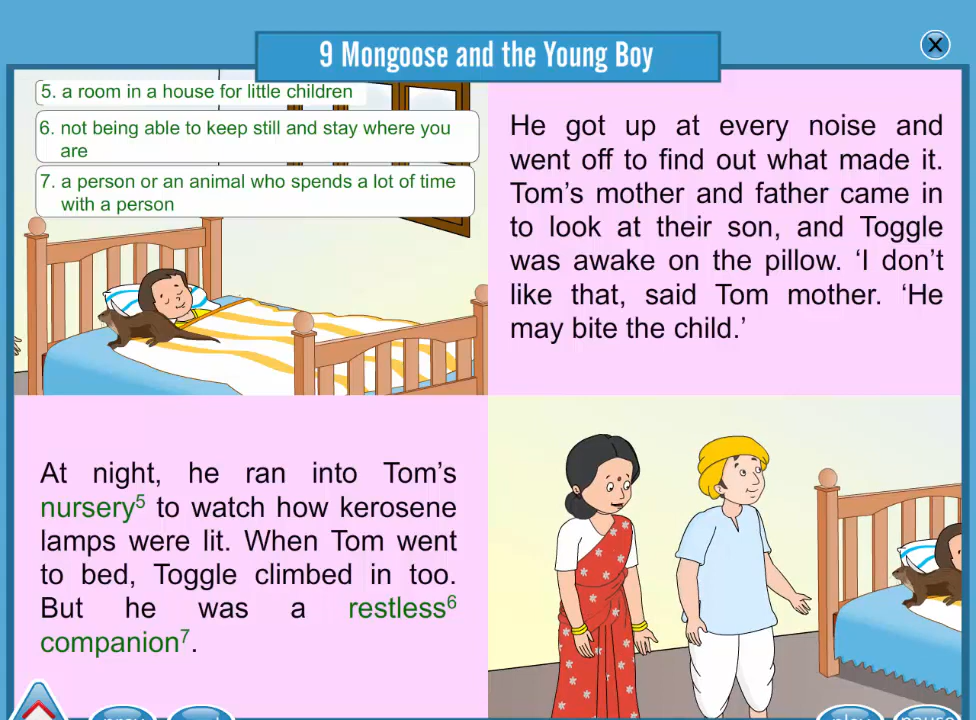 9 Mongoose and the Young Boy
5. a room in a house for little children
6. not being able to keep still and stay where you
are
7. a person or an animal who spends a lot of time
with a person
He got up at every noise and
went off to find out what made it.
Tom’s mother and father came in
to look at their son, and Toggle
was awake on the pillow. ‘I don’t
like that, said Tom mother. ‘He
may bite the child.’
At night, he ran into Tom’s
nursery5 to watch how kerosene
lamps were lit. When Tom went
to bed, Toggle climbed in too.
But he was a restless6
companion7.